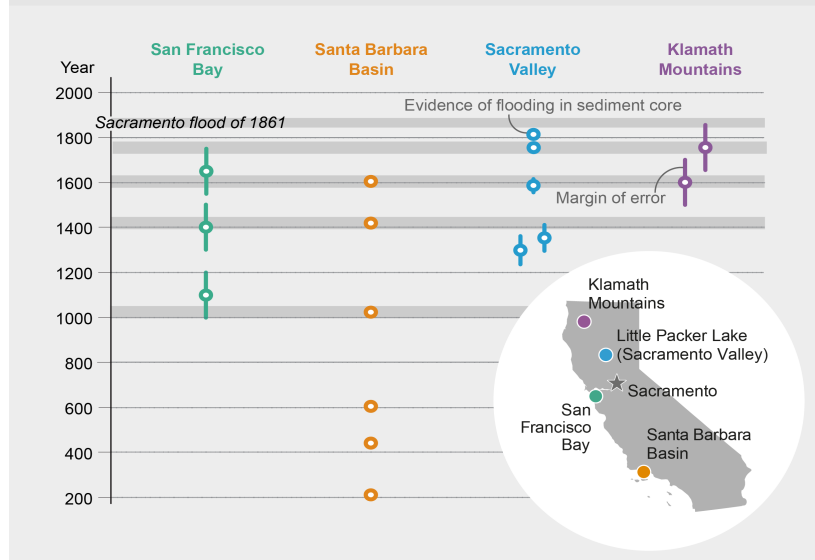 San Francisco
Bay
Santa Barbara
Basin
Sacramento
Valley
Klamath
Mountains
Year
2000
Evidence of flooding in sediment core
Sacramento flood of 1861
1800
1600
Margin of error
1400
1200
1000
800
600
400
200
Klamath
Mountains
Little Packer Lake
(Sacramento Valley)
Sacramento
San
Francisco
Bay
Santa Barbara
Basin